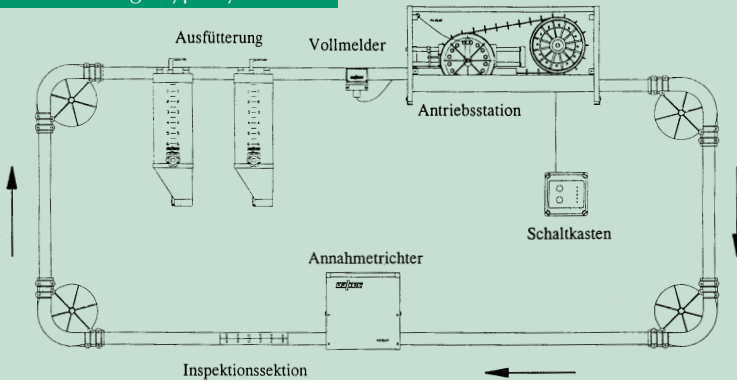 Ausfütterung
Vollmelder
Antriebsstation
Schaltkasten
Annahmetrichter
Inspektionssektion